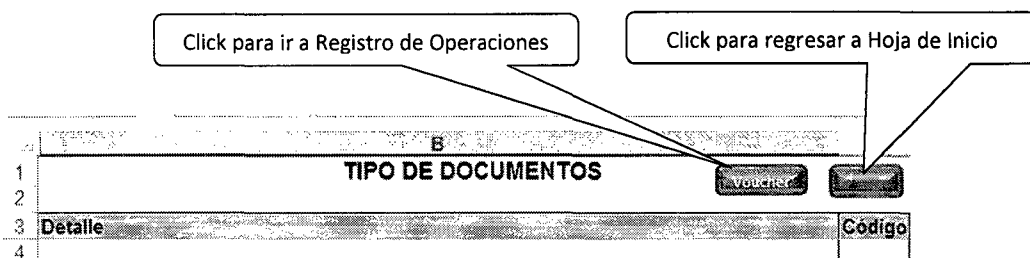 Click para ir a Registro de Operaciones
Click para regresar a Hoja de Inicio
B
1 TIPO DE DOCUMENTOS Voucher
2
3 Detalle Código
4